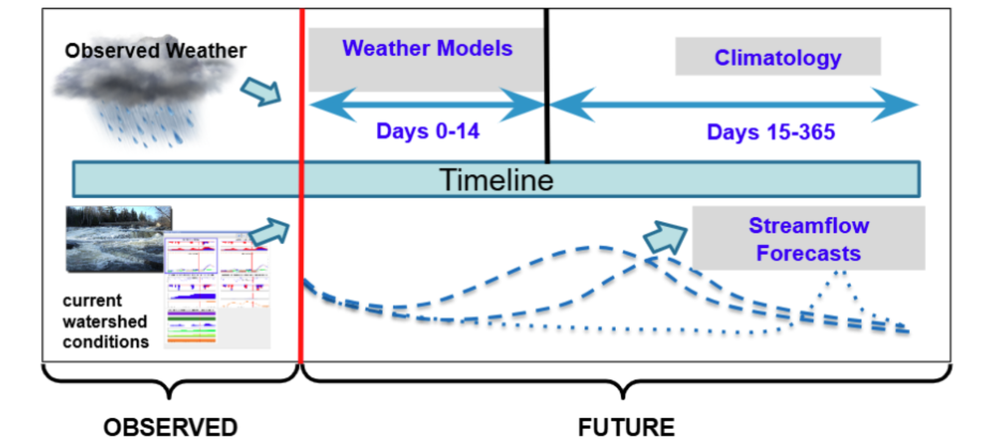 Observed Weather
Weather Models
Climatology
Days 0-14
Days 15-365
Timeline
Streamflow
Forecasts
current
watershed
conditions
OBSERVED
FUTURE